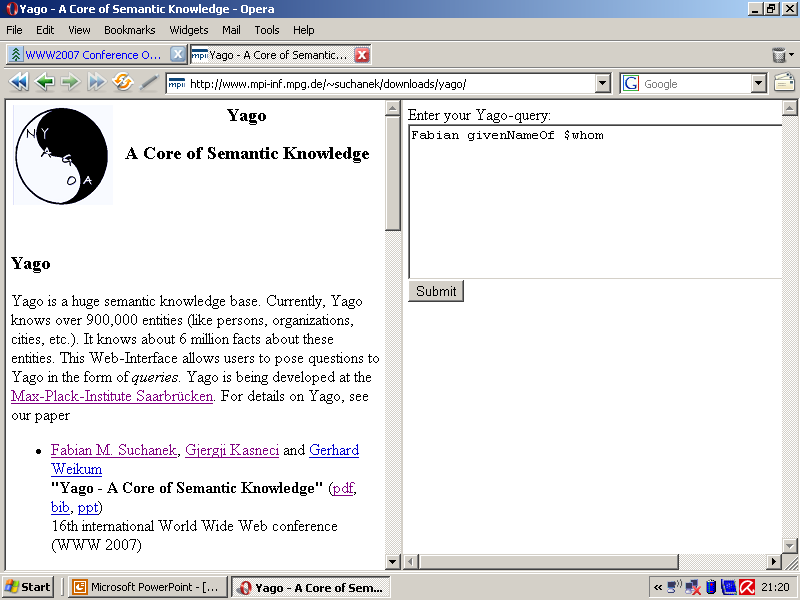 Yago - A Core of Semantic Knowledge - Opera
File Edit View Bookmarks Widgets Mail Tools Help
WWW2007 Conference O...
mpii Yago - A Core of Semantic...
mpii http://www.mpi-inf.mpg.de/~suchanek/downloads/yago/
G Google
N Y A G O A
Yago
A Core of Semantic Knowledge
Yago
Yago is a huge semantic knowledge base. Currently, Yago
knows over 900,000 entities (like persons, organizations,
cities, etc.). It knows about 6 million facts about these
entities. This Web-Interface allows users to pose questions to
Yago in the form of queries. Yago is being developed at the
Max-Plack-Institute Saarbrücken. For details on Yago, see
our paper
• Fabian M. Suchanek, Gjergji Kasneci and Gerhard
Weikum
"Yago - A Core of Semantic Knowledge" (pdf,
bib, ppt)
16th international World Wide Web conference
(WWW 2007)
Enter your Yago-query:
Fabian givenNameOf $whom
Submit
Start
Microsoft PowerPoint - [...
Yago - A Core of Sem...
« 21:20